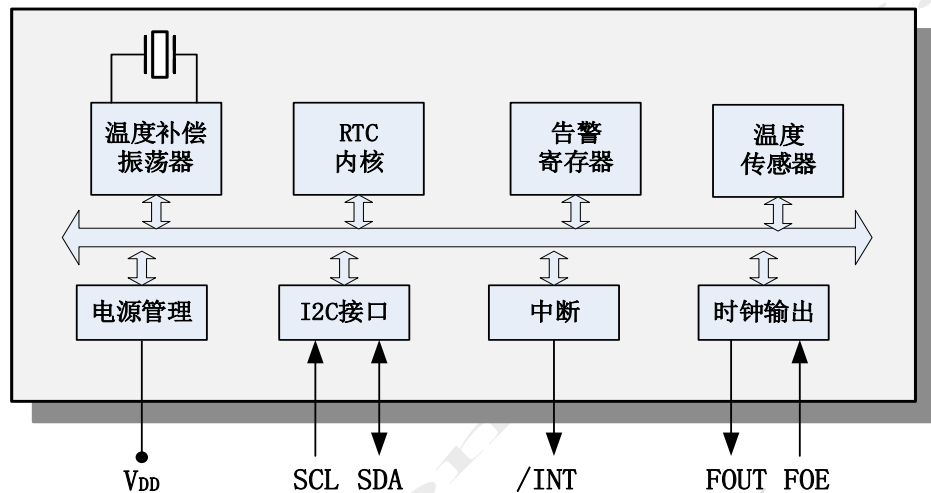 温度补偿
振荡器
RTC
内核
告警
寄存器
温度
传感器
电源管理
I2C接口
中断
时钟输出
VDD
SCL
SDA
/INT
FOUT
FOE